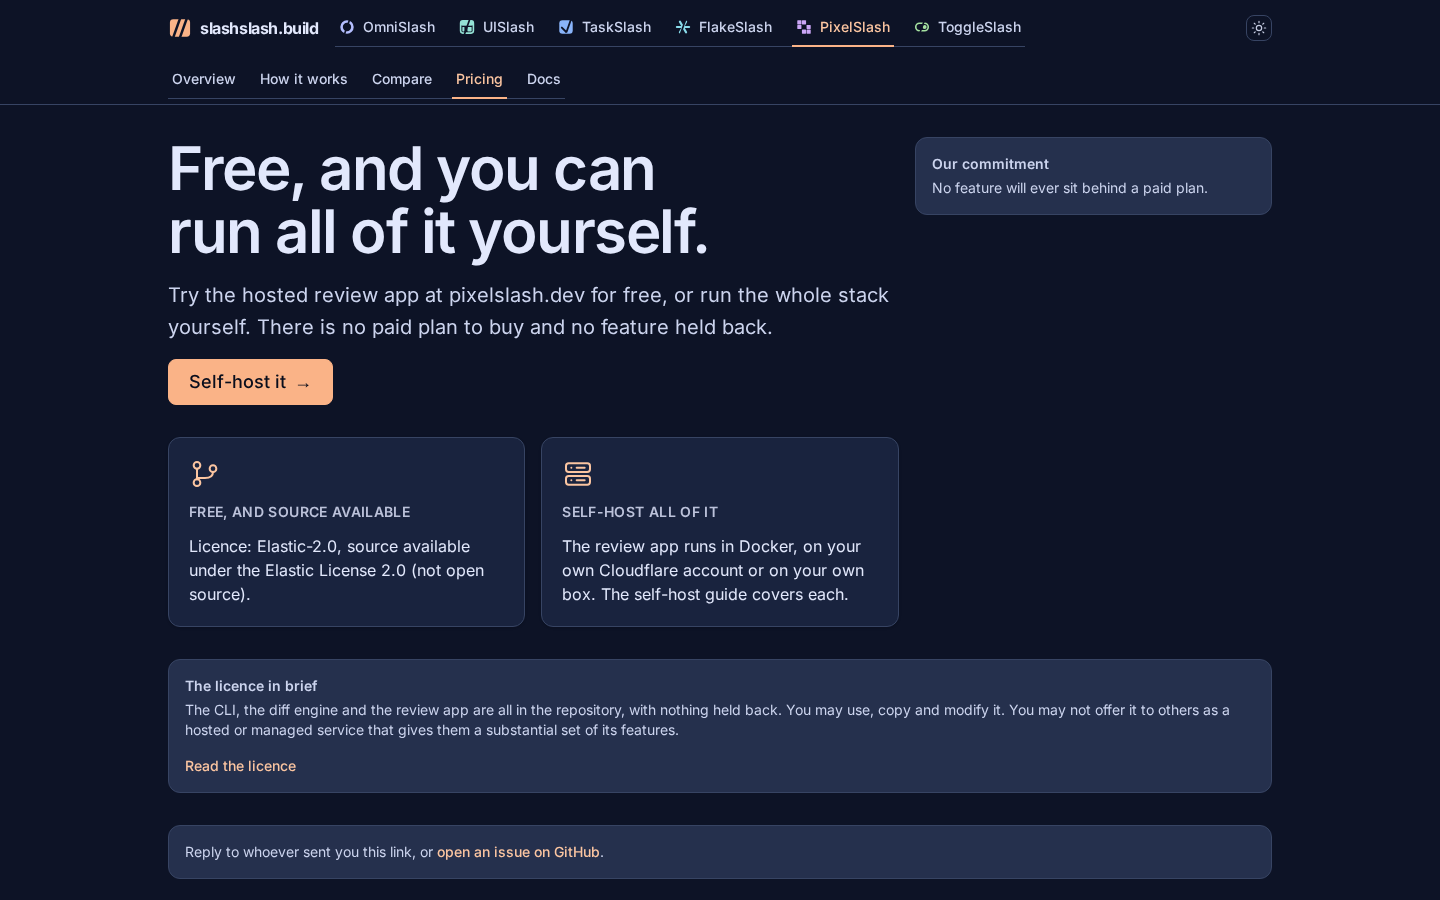 slashslash.build
OmniSlash
UISlash
TaskSlash
FlakeSlash
PixelSlash
ToggleSlash
Overview
How it works
Compare
Pricing
Docs
Free, and you can
run all of it yourself.
Try the hosted review app at pixelslash.dev for free, or run the whole stack
yourself. There is no paid plan to buy and no feature held back.
Self-host it →
Our commitment
No feature will ever sit behind a paid plan.
FREE, AND SOURCE AVAILABLE
Licence: Elastic-2.0, source available
under the Elastic License 2.0 (not open
source).
SELF-HOST ALL OF IT
The review app runs in Docker, on your
own Cloudflare account or on your own
box. The self-host guide covers each.
The licence in brief
The CLI, the diff engine and the review app are all in the repository, with nothing held back. You may use, copy and modify it. You may not offer it to others as a
hosted or managed service that gives them a substantial set of its features.
Read the licence
Reply to whoever sent you this link, or open an issue on GitHub.